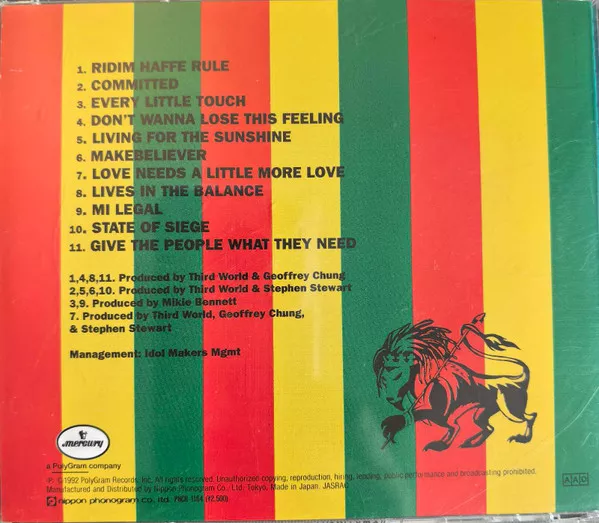 1. RIDIM HAFFE RULE
2. COMMITTED
3. EVERY LITTLE TOUCH
4. DON'T WANNA LOSE THIS FEELING
5. LIVING FOR THE SUNSHINE
6. MAKEBELIEVER
7. LOVE NEEDS A LITTLE MORE LOVE
8. LIVES IN THE BALANCE
9. MI LEGAL
10. STATE OF SIEGE
11. GIVE THE PEOPLE WHAT THEY NEED
1,4,8,11. Produced by Third World & Geoffrey Chung
2,5,6,10. Produced by Third World & Stephen Stewart
3,9. Produced by Mikie Bennett
7. Produced by Third World, Geoffrey Chung,
& Stephen Stewart
Management: Idol Makers Mgmt
mercury
a PolyGram company
℗ ©1992 PolyGram Records, Inc. All rights reserved. Unauthorized copying, reproduction, hiring, lending, public performance and broadcasting prohibited.
Manufactured and Distributed by Nippon Phonogram Co., Ltd. Tokyo, Made in Japan. JASRAC
nippon phonogram co., ltd. PHCR-1354 (¥2,500)
AAD